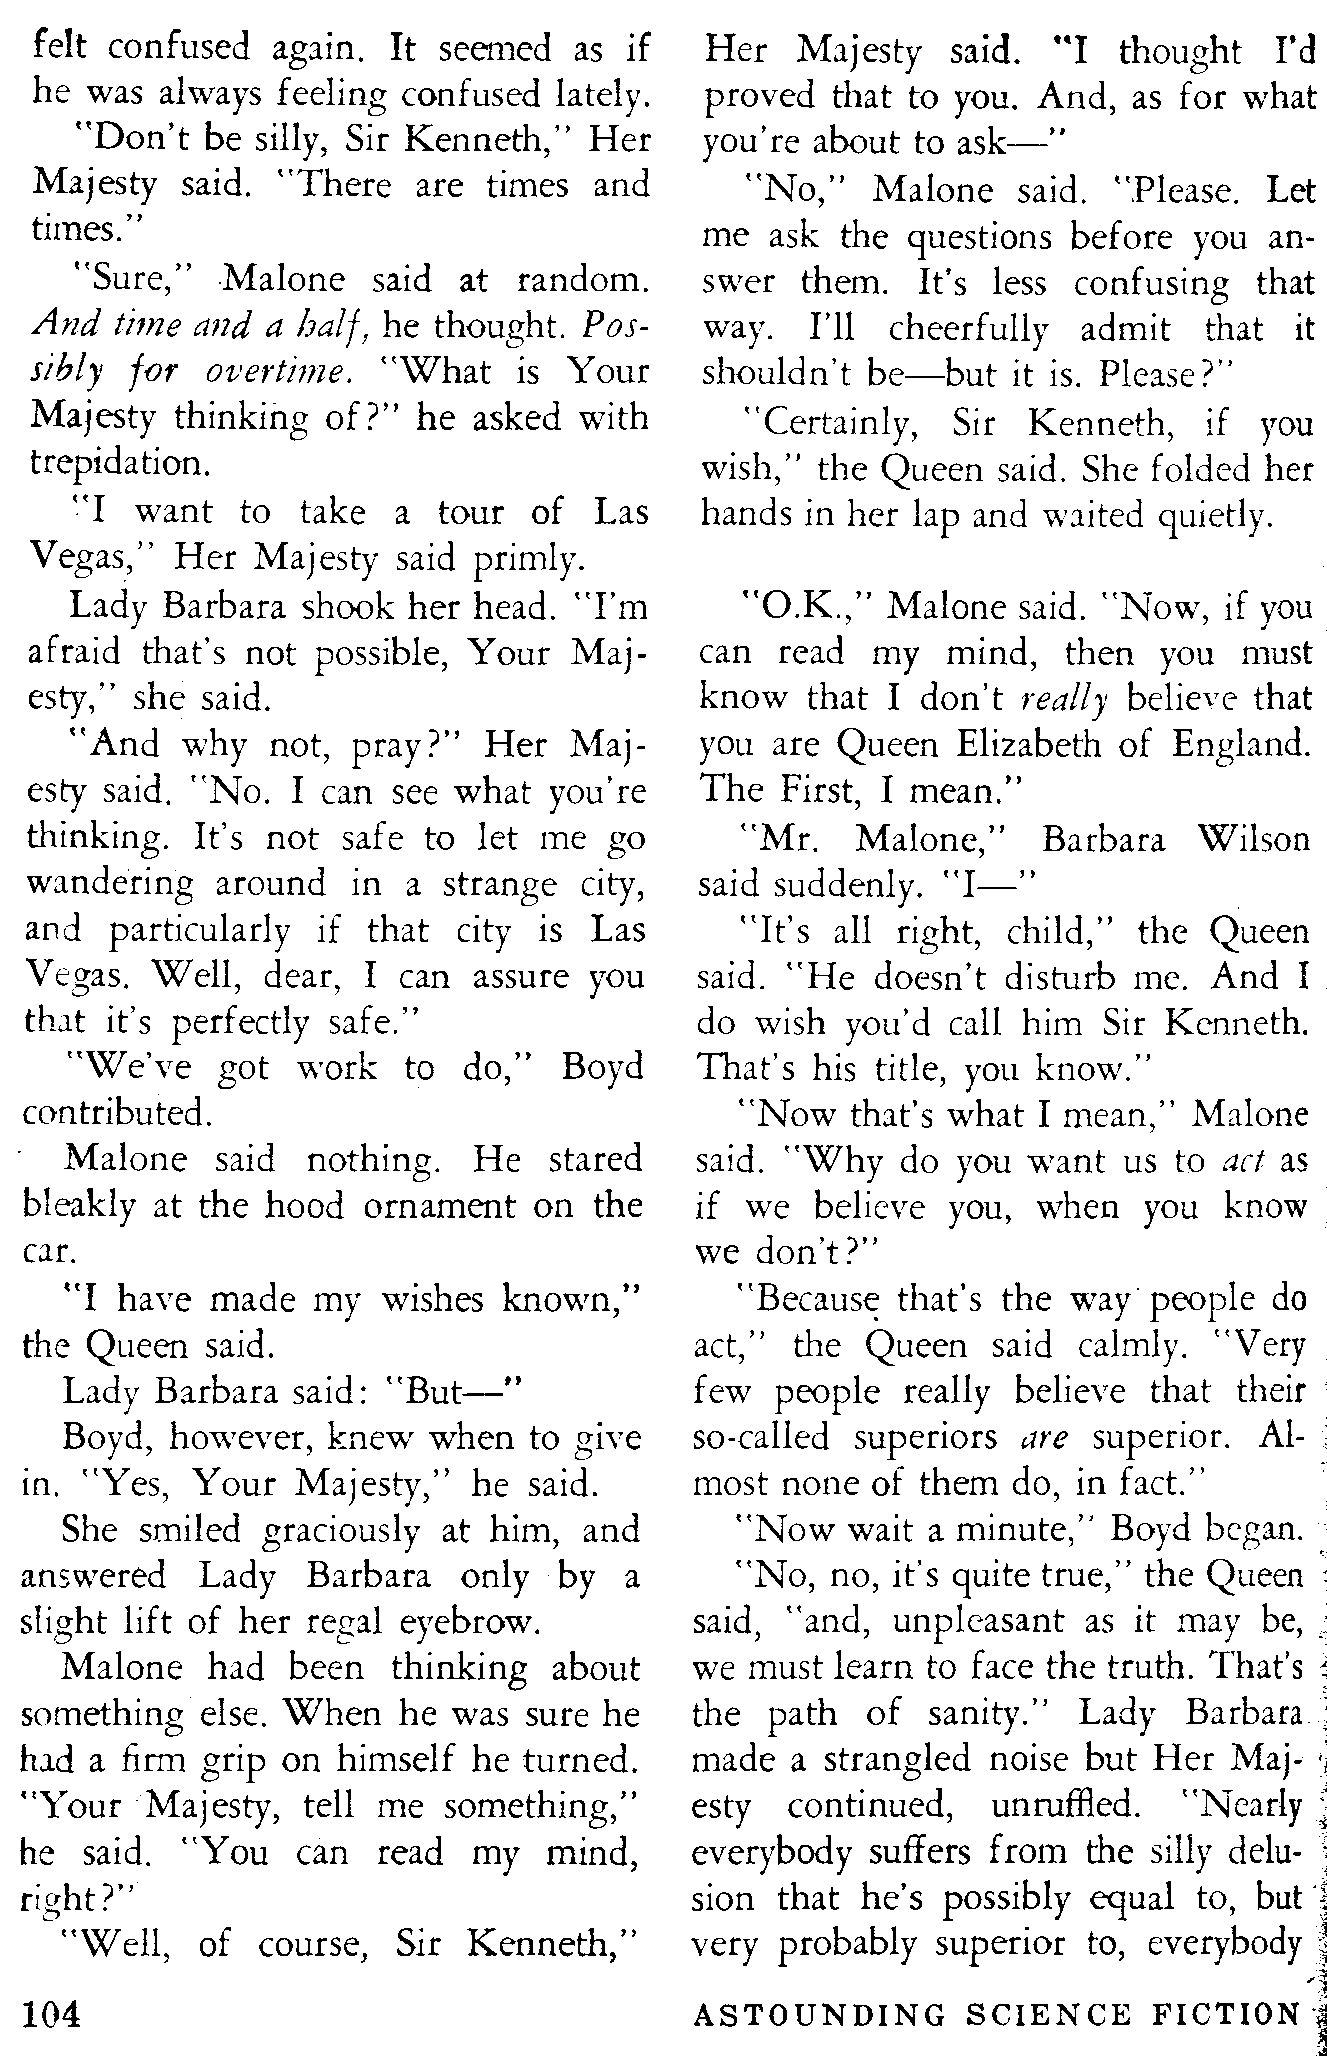 felt confused again. It seemed as if
he was always feeling confused lately.
"Don't be silly, Sir Kenneth," Her
Majesty said. "There are times and
times."
"Sure," Malone said at random.
And time and a half, he thought. Pos-
sibly for overtime. "What is Your
Majesty thinking of?" he asked with
trepidation.
"I want to take a tour of Las
Vegas," Her Majesty said primly.
Lady Barbara shook her head. "I'm
afraid that's not possible, Your Maj-
esty," she said.
"And why not, pray?" Her Maj-
esty said. "No. I can see what you're
thinking. It's not safe to let me go
wandering around in a strange city,
and particularly if that city is Las
Vegas. Well, dear, I can assure you
that it's perfectly safe."
"We've got work to do," Boyd
contributed.
Malone said nothing. He stared
bleakly at the hood ornament on the
car.
"I have made my wishes known,"
the Queen said.
Lady Barbara said: "But—"
Boyd, however, knew when to give
in. "Yes, Your Majesty," he said.
She smiled graciously at him, and
answered Lady Barbara only by a
slight lift of her regal eyebrow.
Malone had been thinking about
something else. When he was sure he
had a firm grip on himself he turned.
"Your Majesty, tell me something,"
he said. "You can read my mind,
right?"
"Well, of course, Sir Kenneth,"
Her Majesty said. "I thought I'd
proved that to you. And, as for what
you're about to ask—"
"No," Malone said. "Please. Let
me ask the questions before you an-
swer them. It's less confusing that
way. I'll cheerfully admit that it
shouldn't be—but it is. Please?"
"Certainly, Sir Kenneth, if you
wish," the Queen said. She folded her
hands in her lap and waited quietly.
"O.K.," Malone said. "Now, if you
can read my mind, then you must
know that I don't really believe that
you are Queen Elizabeth of England.
The First, I mean."
"Mr. Malone," Barbara Wilson
said suddenly. "I—"
"It's all right, child," the Queen
said. "He doesn't disturb me. And I
do wish you'd call him Sir Kenneth.
That's his title, you know."
"Now that's what I mean," Malone
said. "Why do you want us to act as
if we believe you, when you know
we don't?"
"Because that's the way people do
act," the Queen said calmly. "Very
few people really believe that their
so-called superiors are superior. Al-
most none of them do, in fact."
"Now wait a minute," Boyd began.
"No, no, it's quite true," the Queen
said, "and, unpleasant as it may be,
we must learn to face the truth. That's
the path of sanity." Lady Barbara
made a strangled noise but Her Maj-
esty continued, unruffled. "Nearly
everybody suffers from the silly delu-
sion that he's possibly equal to, but
very probably superior to, everybody
104
ASTOUNDING SCIENCE FICTION